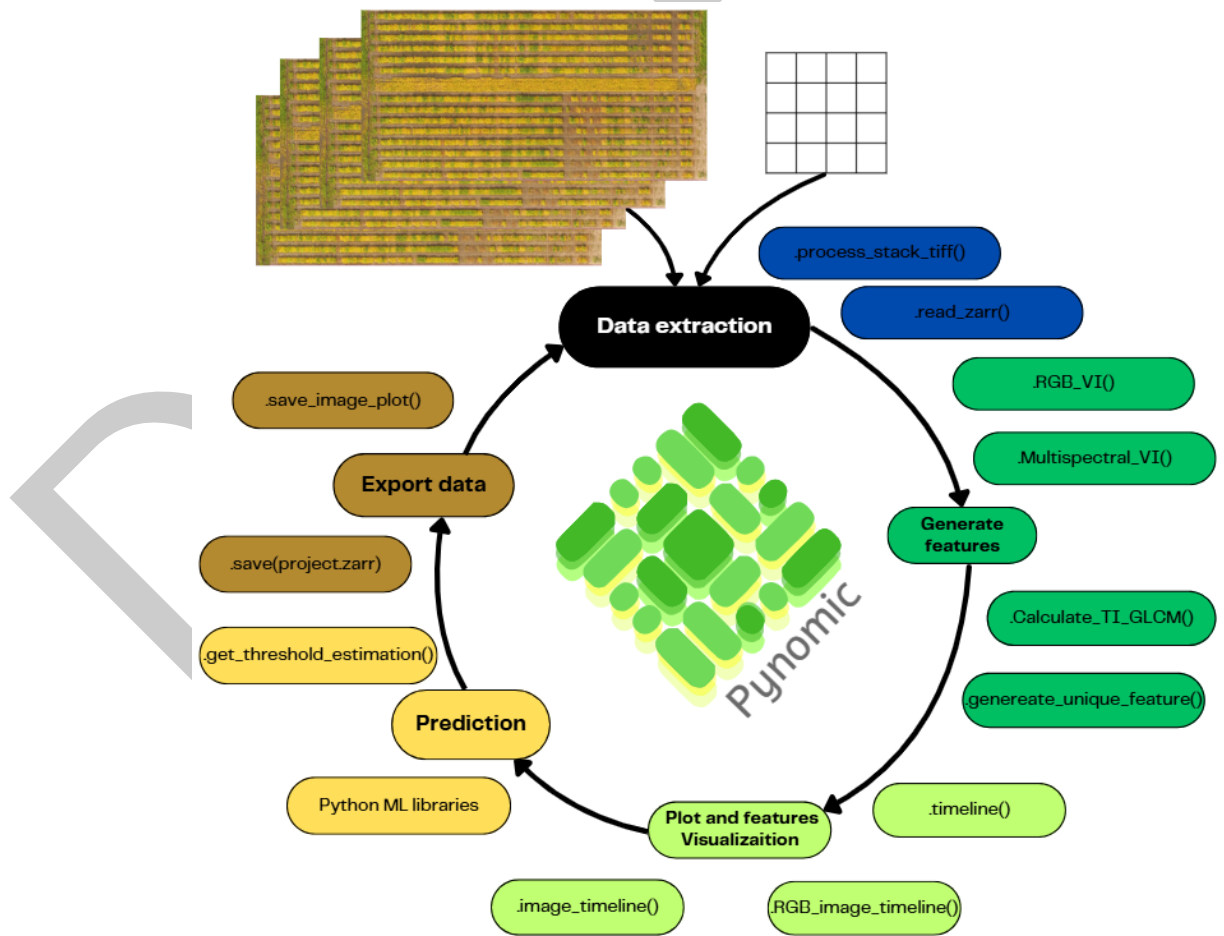 .process_stack_tiff()
Data extraction
.read_zarr()
.RGB_VI()
.save_image_plot()
.Multispectral_VI()
Export data
Generate
features
.save(project.zarr)
.Calculate_TI_GLCM()
.get_threshold_estimation()
Pynomic
.genereate_unique_feature()
Prediction
Python ML libraries
.timeline()
Plot and features
Visualizaition
.image_timeline()
.RGB_image_timeline()